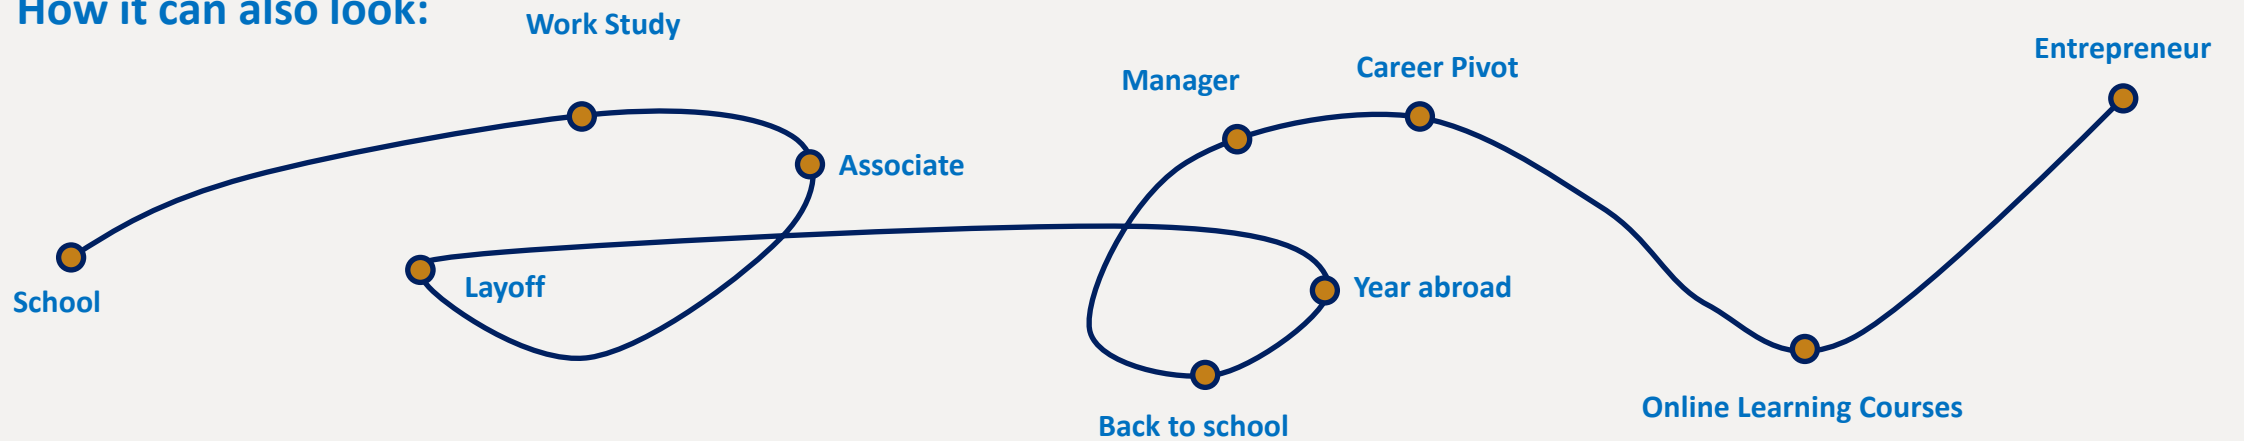 How it can also look:
Work Study
Entrepreneur
Career Pivot
Manager
Associate
Layoff
Year abroad
School
Online Learning Courses
Back to school